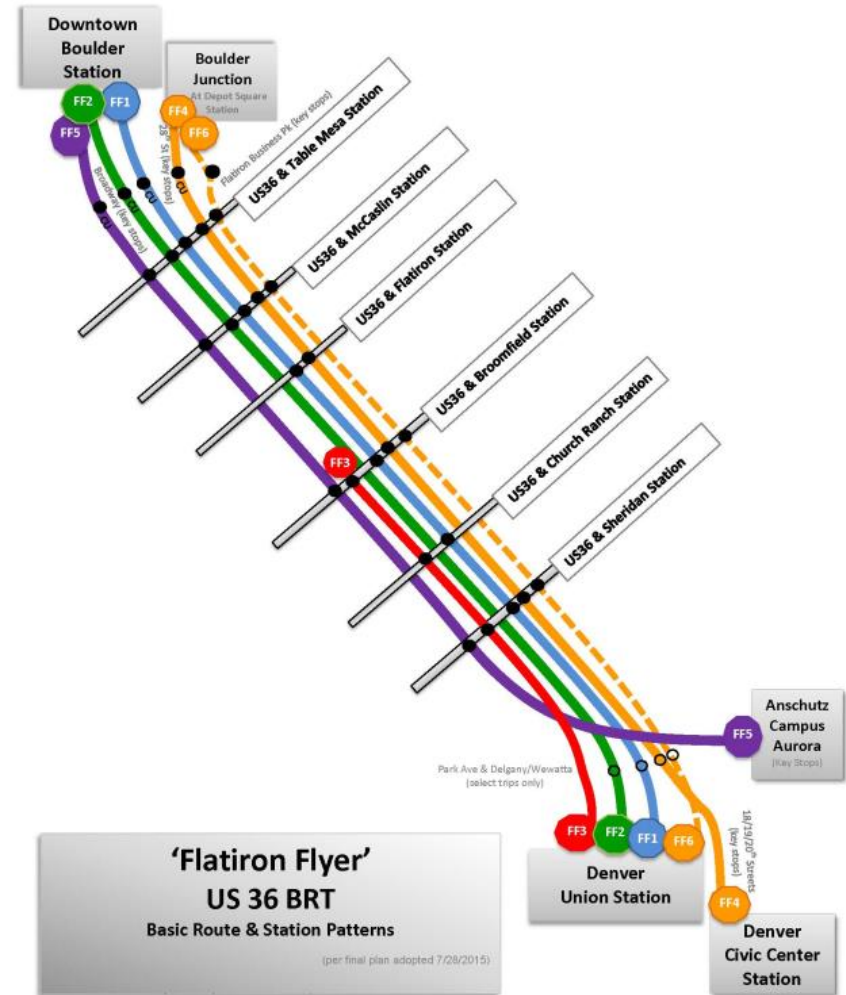 Downtown
Boulder
Station
Boulder
Junction
At Depot Square
Station
FF2
FF1
FF4
FF5
FF6
28th St (key stops)
Flatiron Business Pk (key stops)
Broadway (key stops)
CU
CU
CU
CU
US36 & Table Mesa Station
US36 & McCaslin Station
US36 & Flatiron Station
US36 & Broomfield Station
FF3
US36 & Church Ranch Station
US36 & Sheridan Station
Anschutz
Campus
Aurora
(Key Stops)
FF5
Park Ave & Delgany/Wewatta
(select trips only)
18/19/20th Streets
(key stops)
FF3
FF2
FF1
FF6
Denver
Union Station
FF4
Denver
Civic Center
Station
'Flatiron Flyer'
US 36 BRT
Basic Route & Station Patterns
(per final plan adopted 7/28/2015)